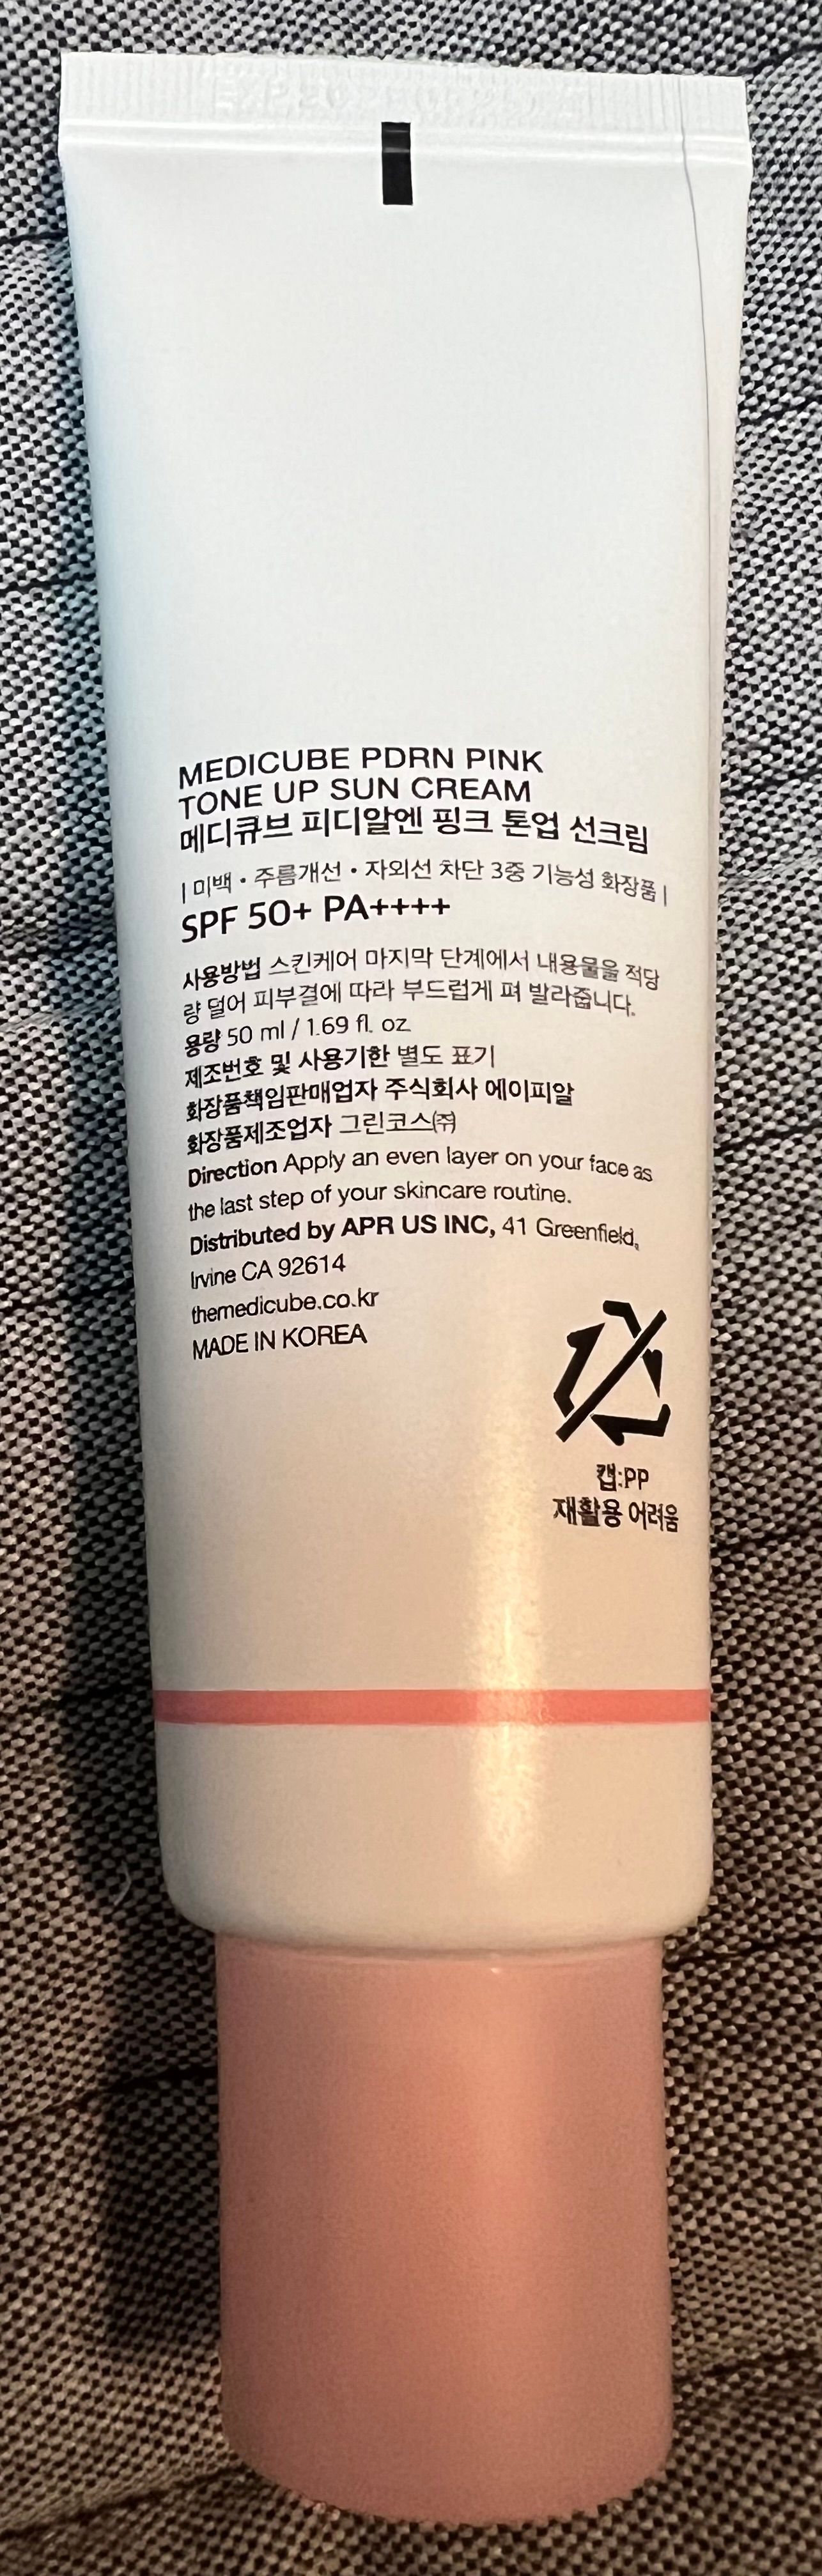 MEDICUBE PDRN PINK
TONE UP SUN CREAM
메디큐브 피디알엔 핑크 톤업 선크림
| 미백 • 주름개선 • 자외선 차단 3중 기능성 화장품 |
SPF 50+ PA++++
사용방법 스킨케어 마지막 단계에서 내용물을 적당
량 덜어 피부결에 따라 부드럽게 펴 발라줍니다.
용량 50 ml / 1.69 fl. oz.
제조번호 및 사용기한 별도 표기
화장품책임판매업자 주식회사 에이피알
화장품제조업자 그린코스㈜
Direction Apply an even layer on your face as
the last step of your skincare routine.
Distributed by APR US INC, 41 Greenfield,
Irvine CA 92614
themedicube.co.kr
MADE IN KOREA
캡:PP
재활용 어려움